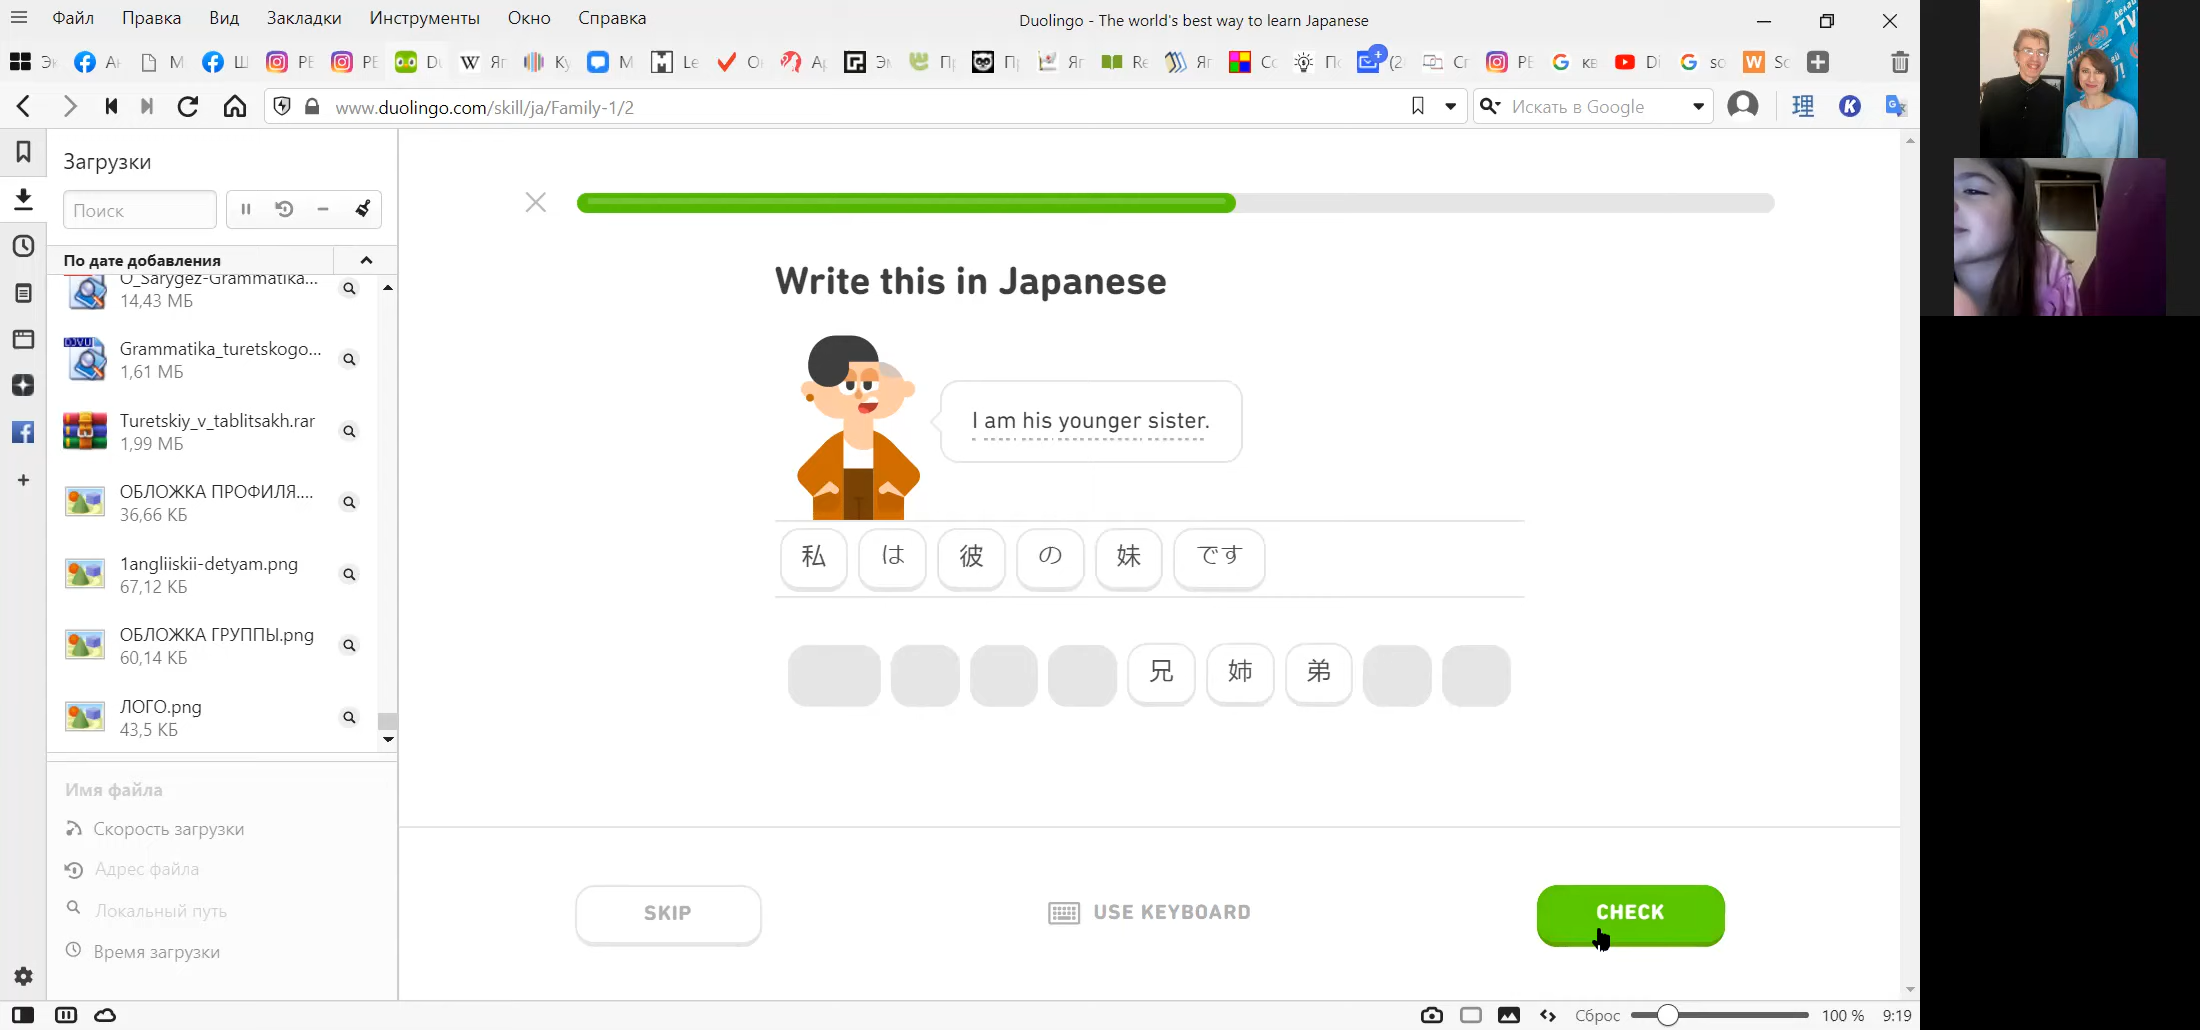 Файл Правка Вид Закладки Инструменты Окно Справка
Duolingo - The world's best way to learn Japanese
www.duolingo.com/skill/ja/Family-1/2
Искать в Google
理
Загрузки
Поиск
По дате добавления
O_Sarygez-Grammatika...
14,43 МБ
Grammatika_turetskogo...
1,61 МБ
Turetskiy_v_tablitsakh.rar
1,99 МБ
ОБЛОЖКА ПРОФИЛЯ....
36,66 КБ
1angliiskii-detyam.png
67,12 КБ
ОБЛОЖКА ГРУППЫ.png
60,14 КБ
ЛОГО.png
43,5 КБ
Имя файла
Скорость загрузки
Адрес файла
Локальный путь
Время загрузки
Write this in Japanese
I am his younger sister.
私 は 彼 の 妹 です
兄 姉 弟
SKIP
USE KEYBOARD
CHECK
Сброс
100 %
9:19